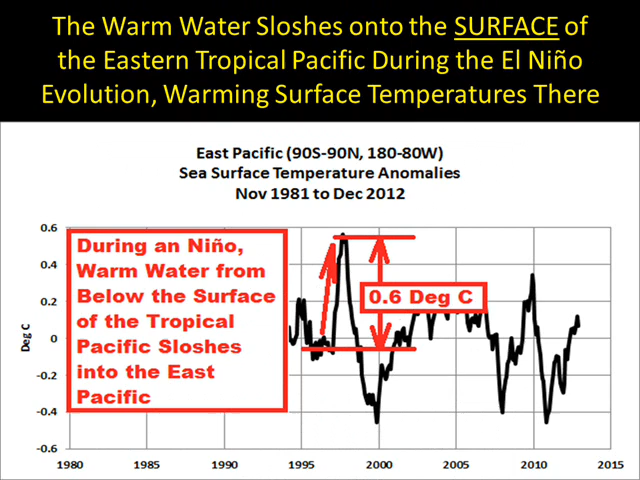 The Warm Water Sloshes onto the SURFACE of
the Eastern Tropical Pacific During the El Niño
Evolution, Warming Surface Temperatures There
East Pacific (90S-90N, 180-80W)
Sea Surface Temperature Anomalies
Nov 1981 to Dec 2012
Deg C
0.6
0.4
0.2
0
-0.2
-0.4
-0.6
During an Niño,
Warm Water from
Below the Surface
of the Tropical
Pacific Sloshes
into the East
Pacific
0.6 Deg C
1980
1985
1990
1995
2000
2005
2010
2015